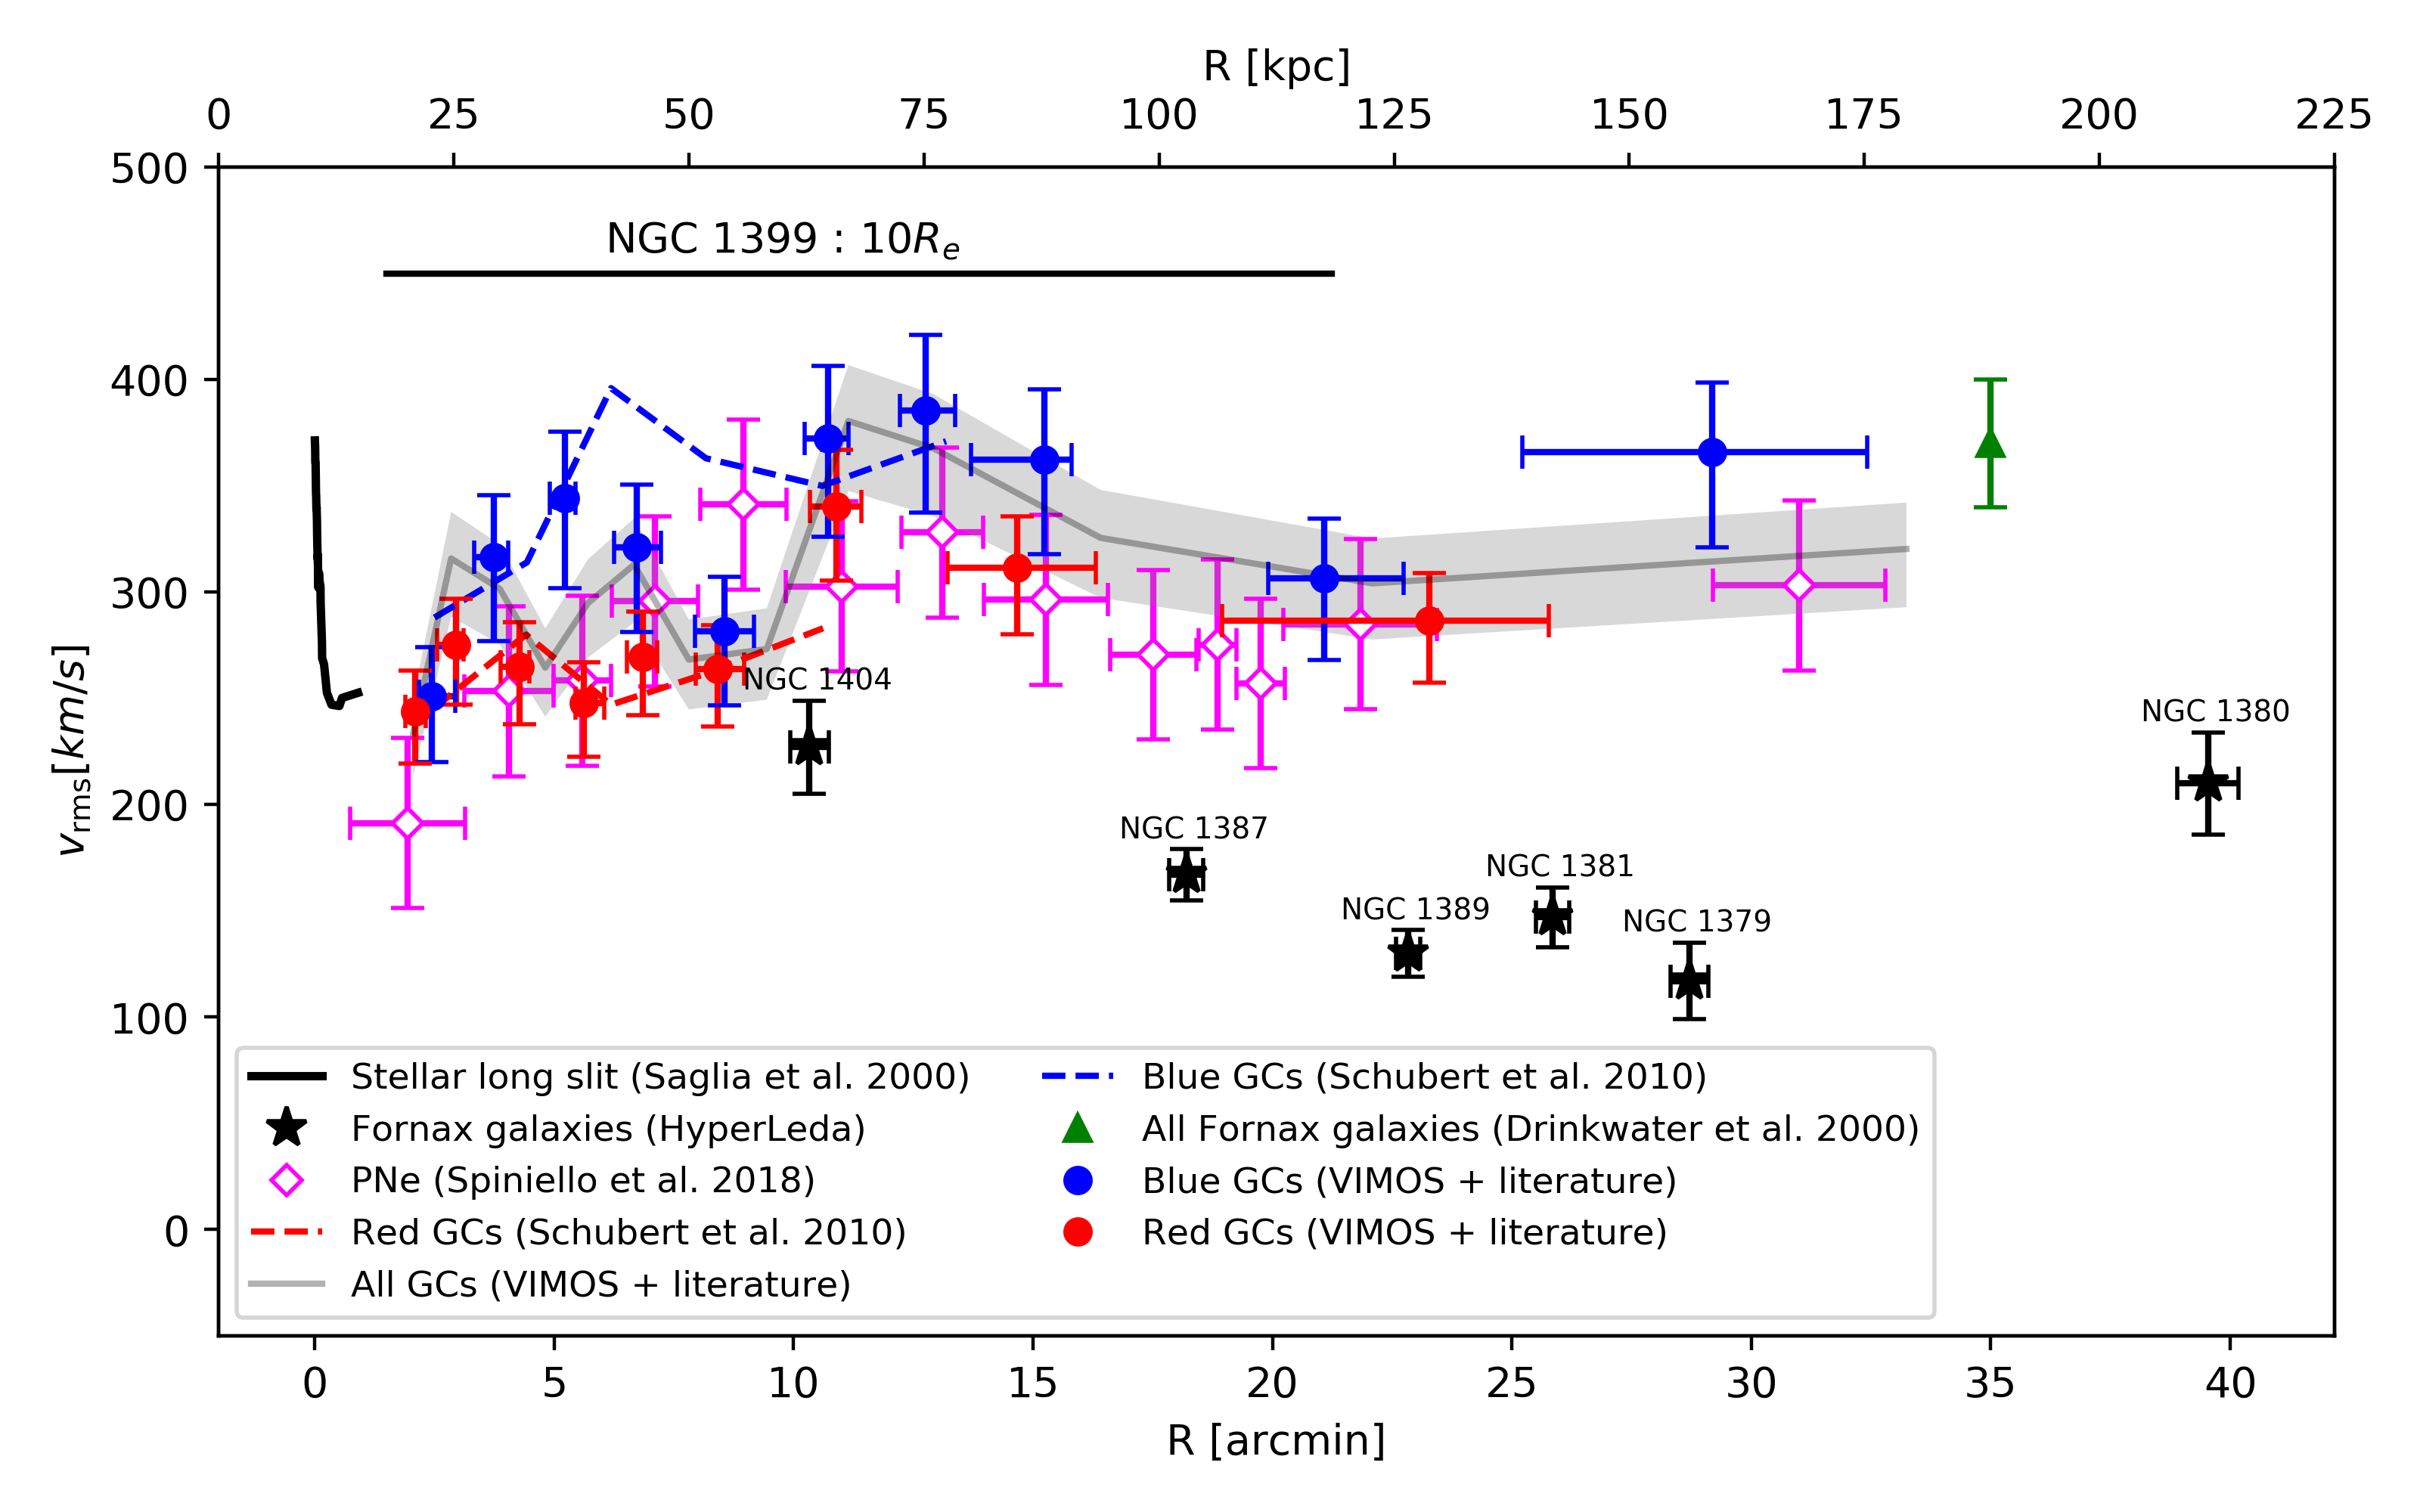 R [kpc]
0 25 50 75 100 125 150 175 200 225
500
400
300
200
100
0
v_rms[km/s]
NGC 1399 : 10R_e
NGC 1404
NGC 1380
NGC 1387
NGC 1381
NGC 1389
NGC 1379
Stellar long slit (Saglia et al. 2000)
Fornax galaxies (HyperLeda)
PNe (Spiniello et al. 2018)
Red GCs (Schubert et al. 2010)
All GCs (VIMOS + literature)
Blue GCs (Schubert et al. 2010)
All Fornax galaxies (Drinkwater et al. 2000)
Blue GCs (VIMOS + literature)
Red GCs (VIMOS + literature)
0 5 10 15 20 25 30 35 40
R [arcmin]